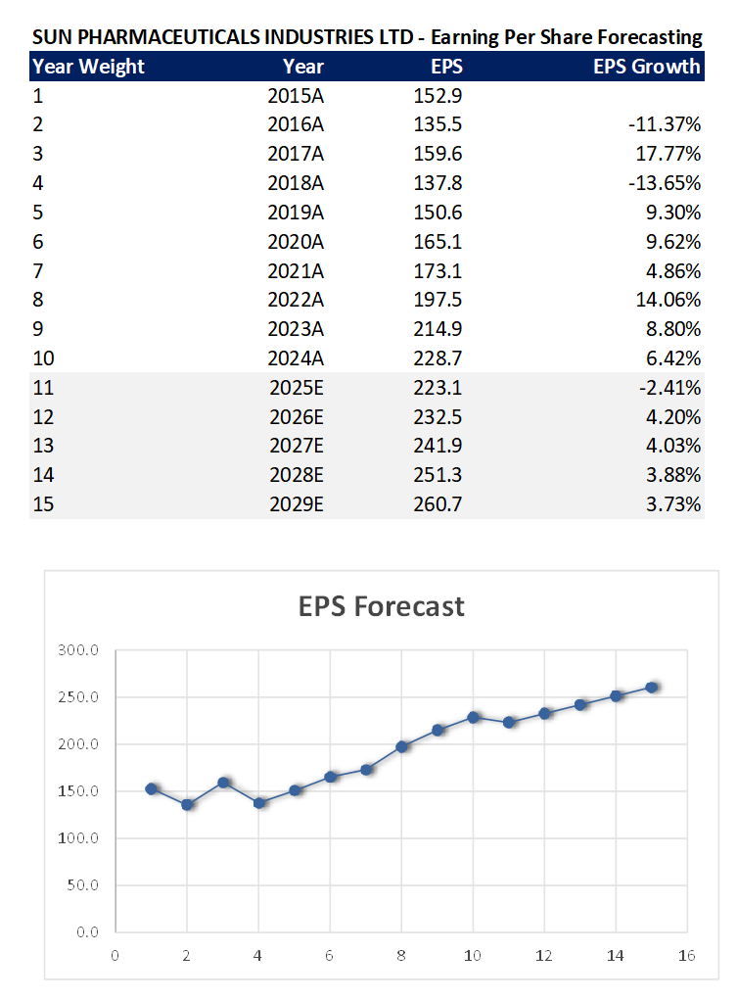 SUN PHARMACEUTICALS INDUSTRIES LTD - Earning Per Share Forecasting
Year Weight Year EPS EPS Growth
1 2015A 152.9
2 2016A 135.5 -11.37%
3 2017A 159.6 17.77%
4 2018A 137.8 -13.65%
5 2019A 150.6 9.30%
6 2020A 165.1 9.62%
7 2021A 173.1 4.86%
8 2022A 197.5 14.06%
9 2023A 214.9 8.80%
10 2024A 228.7 6.42%
11 2025E 223.1 -2.41%
12 2026E 232.5 4.20%
13 2027E 241.9 4.03%
14 2028E 251.3 3.88%
15 2029E 260.7 3.73%
EPS Forecast
300.0
250.0
200.0
150.0
100.0
50.0
0.0
0 2 4 6 8 10 12 14 16